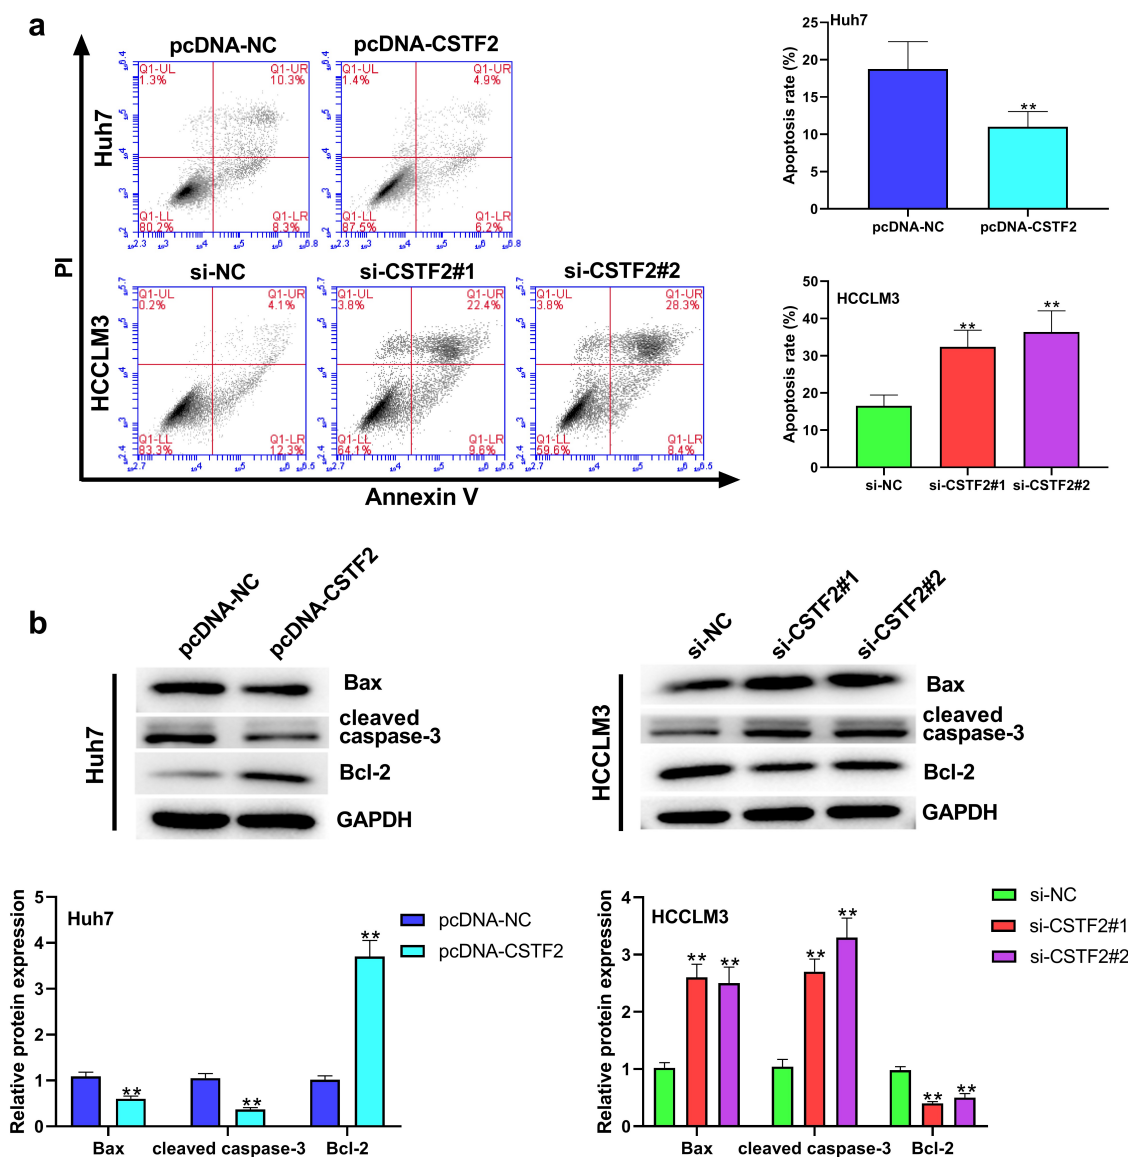 a
pcDNA-NC
pcDNA-CSTF2
Huh7
Q1-UL
1.3%
Q1-UR
10.3%
Q1-LL
80.2%
Q1-LR
8.3%
Q1-UL
1.4%
Q1-UR
4.9%
Q1-LL
87.5%
Q1-LR
6.2%
si-NC
si-CSTF2#1
si-CSTF2#2
HCCLM3
Q1-UL
0.2%
Q1-UR
4.1%
Q1-LL
83.3%
Q1-LR
12.3%
Q1-UL
3.8%
Q1-UR
22.4%
Q1-LL
64.1%
Q1-LR
9.6%
Q1-UL
3.8%
Q1-UR
28.3%
Q1-LL
59.6%
Q1-LR
8.4%
PI
Annexin V
Huh7
Apoptosis rate (%)
25
20
15
10
5
0
**
pcDNA-NC
pcDNA-CSTF2
HCCLM3
Apoptosis rate (%)
50
40
30
20
10
0
**
**
si-NC
si-CSTF2#1
si-CSTF2#2
b
pcDNA-NC
pcDNA-CSTF2
Huh7
Bax
cleaved
caspase-3
Bcl-2
GAPDH
si-NC
si-CSTF2#1
si-CSTF2#2
HCCLM3
Bax
cleaved
caspase-3
Bcl-2
GAPDH
Huh7
Relative protein expression
5
4
3
2
1
0
**
**
**
Bax
cleaved caspase-3
Bcl-2
pcDNA-NC
pcDNA-CSTF2
HCCLM3
Relative protein expression
4
3
2
1
0
**
**
**
**
**
**
Bax
cleaved caspase-3
Bcl-2
si-NC
si-CSTF2#1
si-CSTF2#2